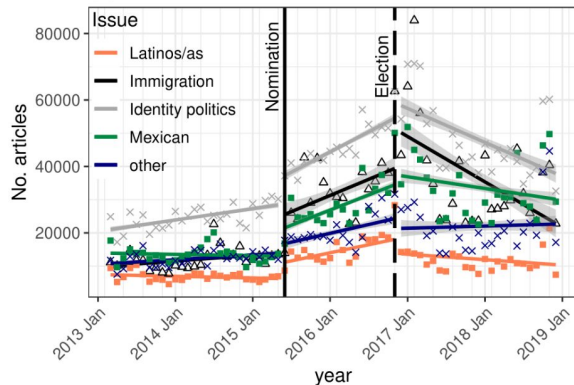 Issue
Latinos/as
Immigration
Identity politics
Mexican
other
Nomination
Election
No. articles
80000
60000
40000
20000
2013 Jan
2014 Jan
2015 Jan
2016 Jan
2017 Jan
2018 Jan
2019 Jan
year